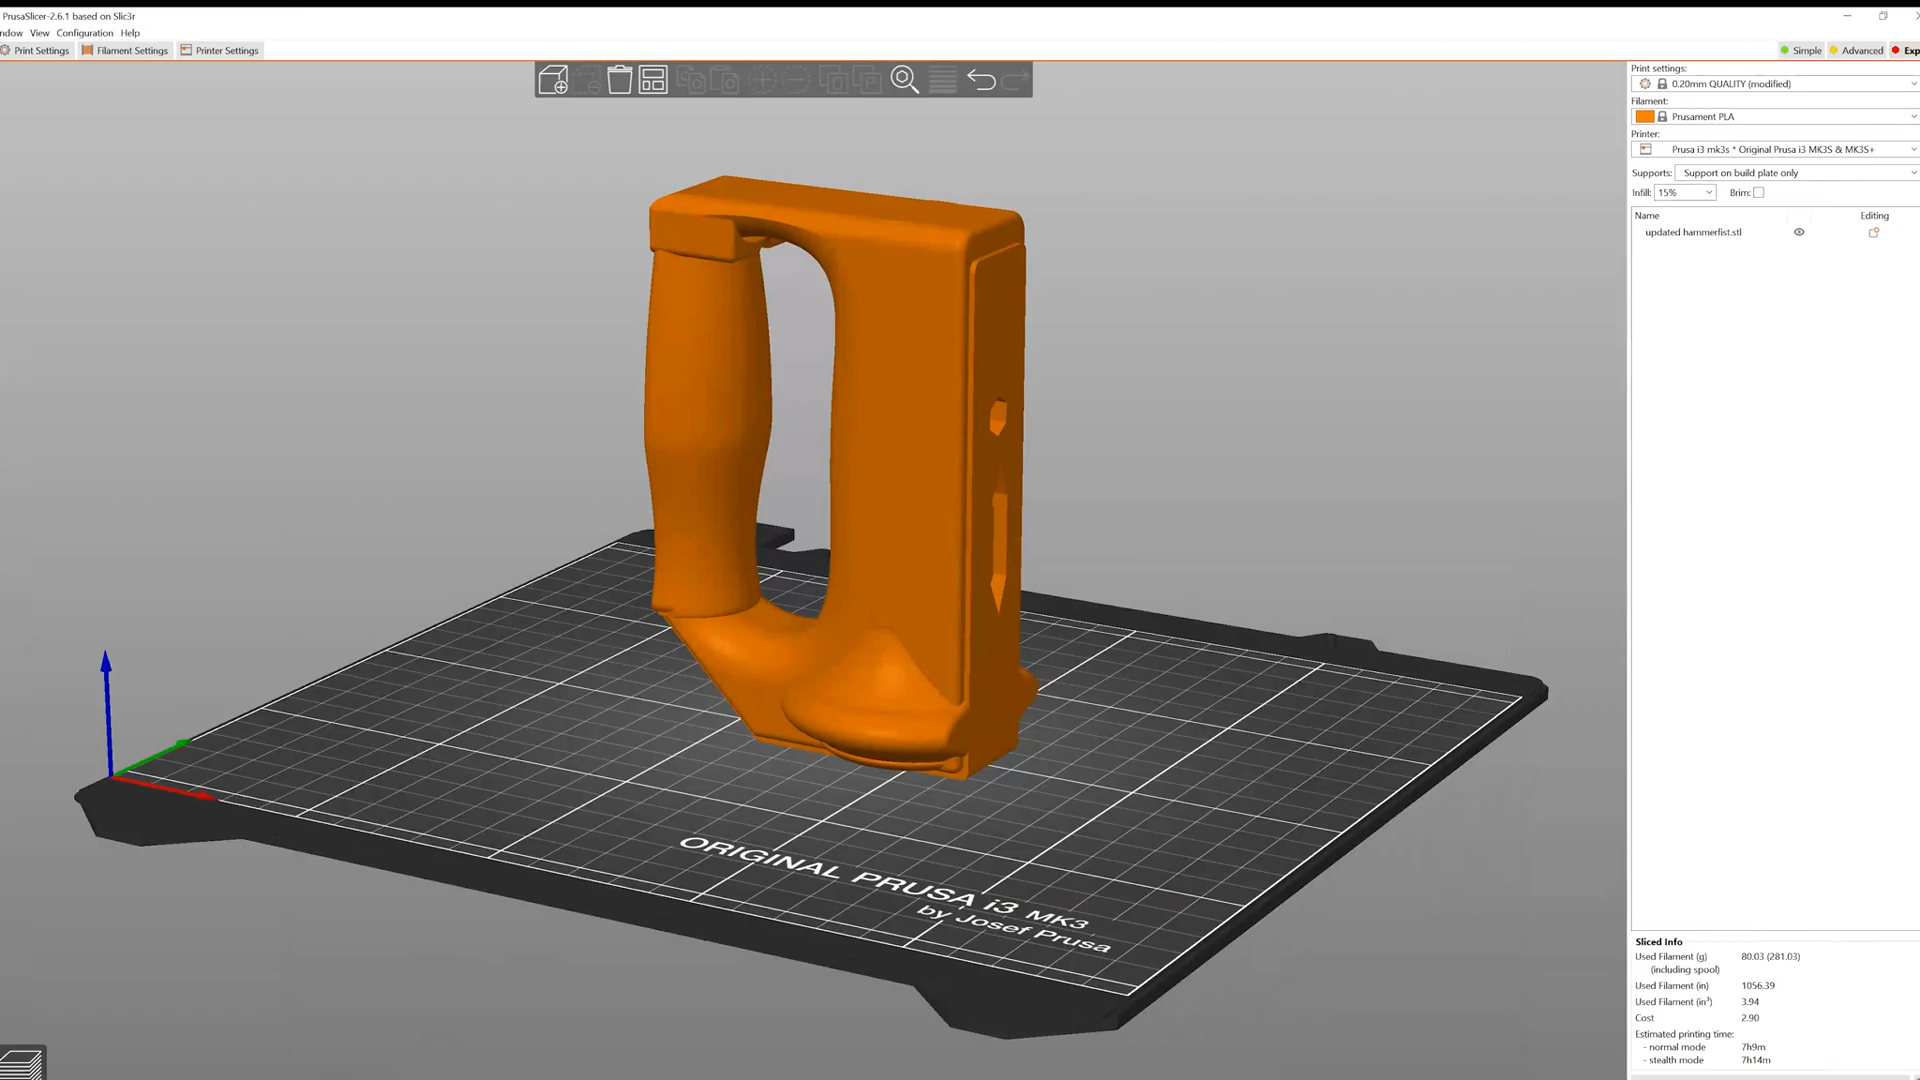 PrusaSlicer-2.6.1 based on Slic3r
ndow View Configuration Help
Print Settings Filament Settings Printer Settings
Simple Advanced Exp
Print settings:
0.20mm QUALITY (modified)
Filament:
Prusament PLA
Printer:
Prusa i3 mk3s * Original Prusa i3 MK3S & MK3S+
Supports: Support on build plate only
Infill: 15% Brim:
Name Editing
updated hammerfist.stl
ORIGINAL PRUSA i3 MK3
by Josef Prusa
Sliced Info
Used Filament (g) 80.03 (281.03)
(including spool)
Used Filament (in) 1056.39
Used Filament (in³) 3.94
Cost 2.90
Estimated printing time:
- normal mode 7h9m
- stealth mode 7h14m